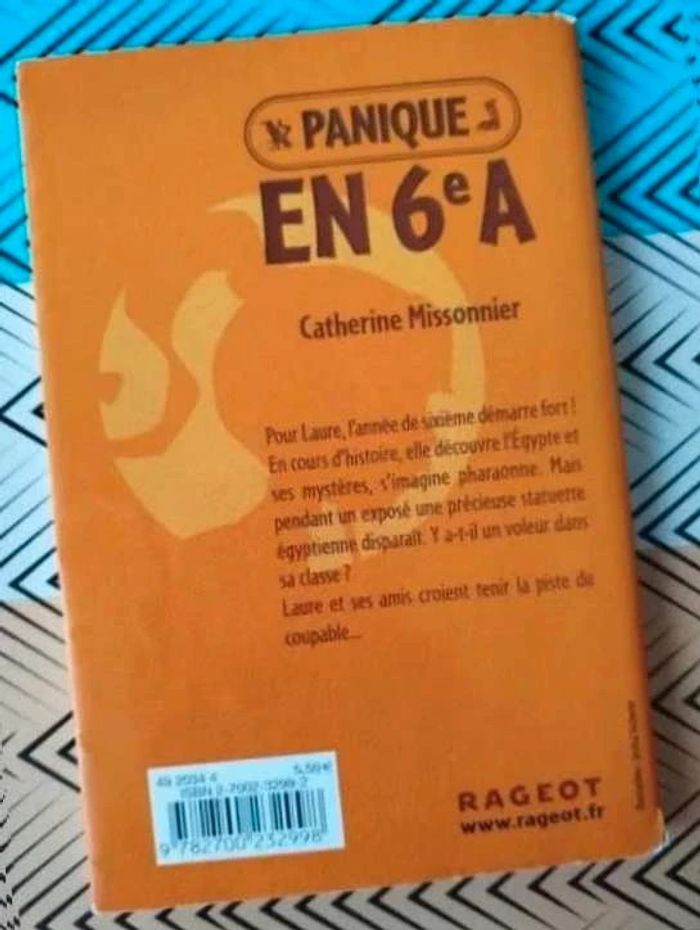 PANIQUE
EN 6e A
Catherine Missonnier
Pour Laure, l'année de sixième démarre fort !
En cours d'histoire, elle découvre l'Égypte et
ses mystères, s'imagine pharaonne. Mais
pendant un exposé une précieuse statuette
égyptienne disparaît. Y a-t-il un voleur dans
sa classe ?
Laure et ses amis croient tenir la piste du
coupable...
49 2034 4 5,50 €
ISBN 2-7002-3299-2
9 782700 232998
RAGEOT
www.rageot.fr